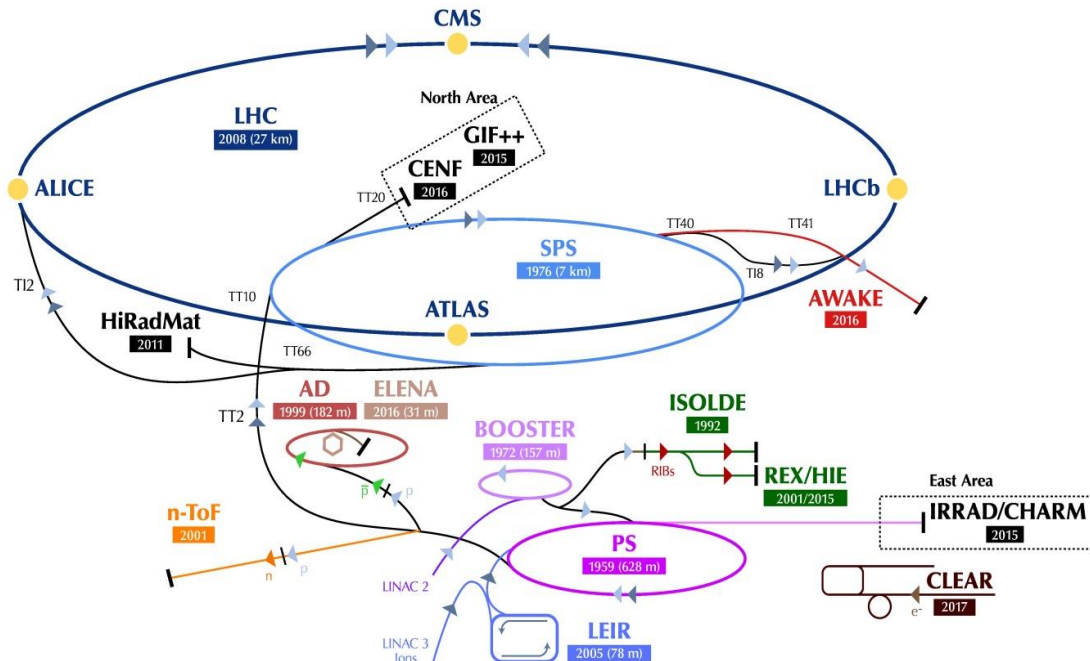 CMS
North Area
LHC
2008 (27 km)
GIF++
2015
CENF
2016
ALICE
TT20
LHCb
TT40
TT41
SPS
1976 (7 km)
TI2
TI8
TT10
ATLAS
AWAKE
2016
HiRadMat
2011
TT66
AD
1999 (182 m)
ELENA
2016 (31 m)
TT2
ISOLDE
1992
BOOSTER
1972 (157 m)
RIBs
REX/HIE
2001/2015
East Area
p̅
p
n-ToF
2001
IRRAD/CHARM
2015
PS
1959 (628 m)
n
p
LINAC 2
CLEAR
2017
e-
LEIR
2005 (78 m)
LINAC 3
Ions